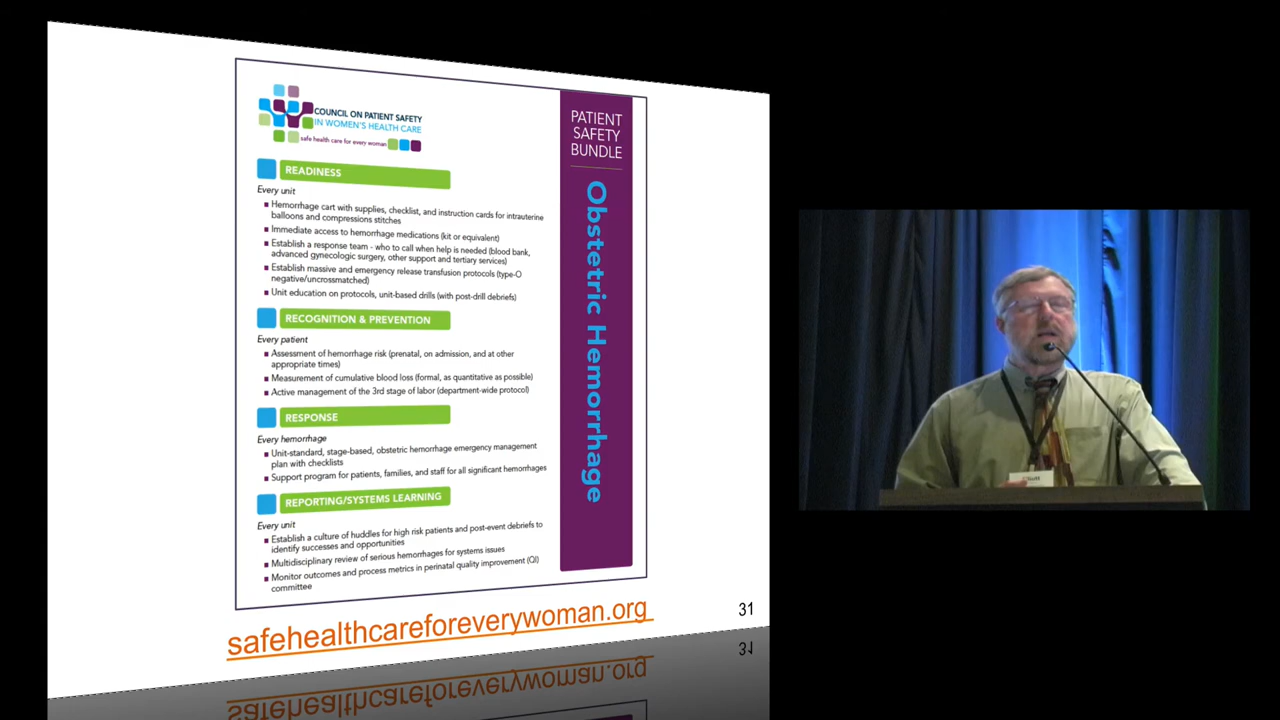 COUNCIL ON PATIENT SAFETY
IN WOMEN'S HEALTH CARE
safe health care for every woman
READINESS
Every unit
Hemorrhage cart with supplies, checklist, and instruction cards for intrauterine
balloons and compressions stitches
Immediate access to hemorrhage medications (kit or equivalent)
Establish a response team - who to call when help is needed (blood bank,
advanced gynecologic surgery, other support and tertiary services)
Establish massive and emergency release transfusion protocols (type-O
negative/uncrossmatched)
Unit education on protocols, unit-based drills (with post-drill debriefs)
RECOGNITION & PREVENTION
Every patient
Assessment of hemorrhage risk (prenatal, on admission, and at other
appropriate times)
Measurement of cumulative blood loss (formal, as quantitative as possible)
Active management of the 3rd stage of labor (department-wide protocol)
RESPONSE
Every hemorrhage
Unit-standard, stage-based, obstetric hemorrhage emergency management
plan with checklists
Support program for patients, families, and staff for all significant hemorrhages
REPORTING/SYSTEMS LEARNING
Every unit
Establish a culture of huddles for high risk patients and post-event debriefs to
identify successes and opportunities
Multidisciplinary review of serious hemorrhages for systems issues
Monitor outcomes and process metrics in perinatal quality improvement (QI)
committee
PATIENT
SAFETY
BUNDLE
Obstetric Hemorrhage
safehealthcareforeverywoman.org
31